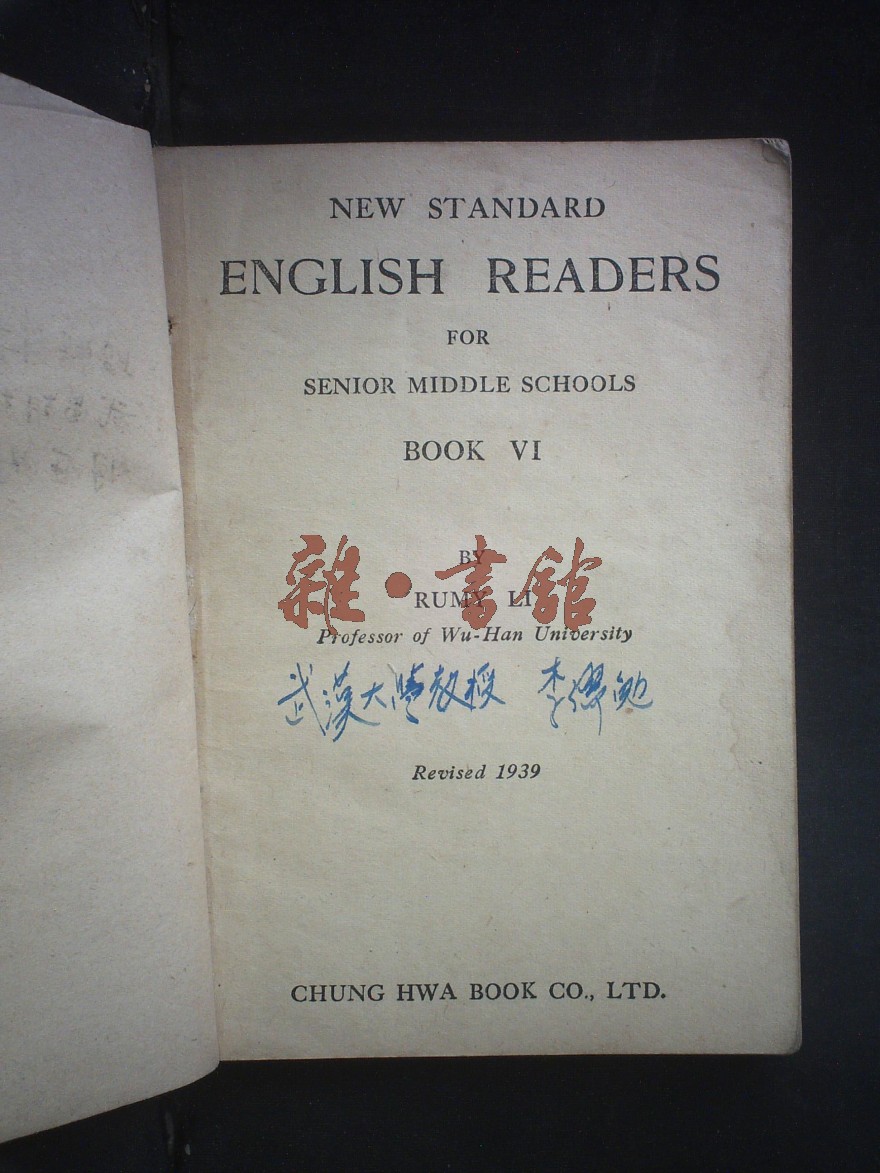 NEW STANDARD
ENGLISH READERS
FOR
SENIOR MIDDLE SCHOOLS
BOOK VI
BY
雜·書館
RUMY LI
Professor of Wu-Han University
武漢大學教授 李儒勉
Revised 1939
CHUNG HWA BOOK CO., LTD.